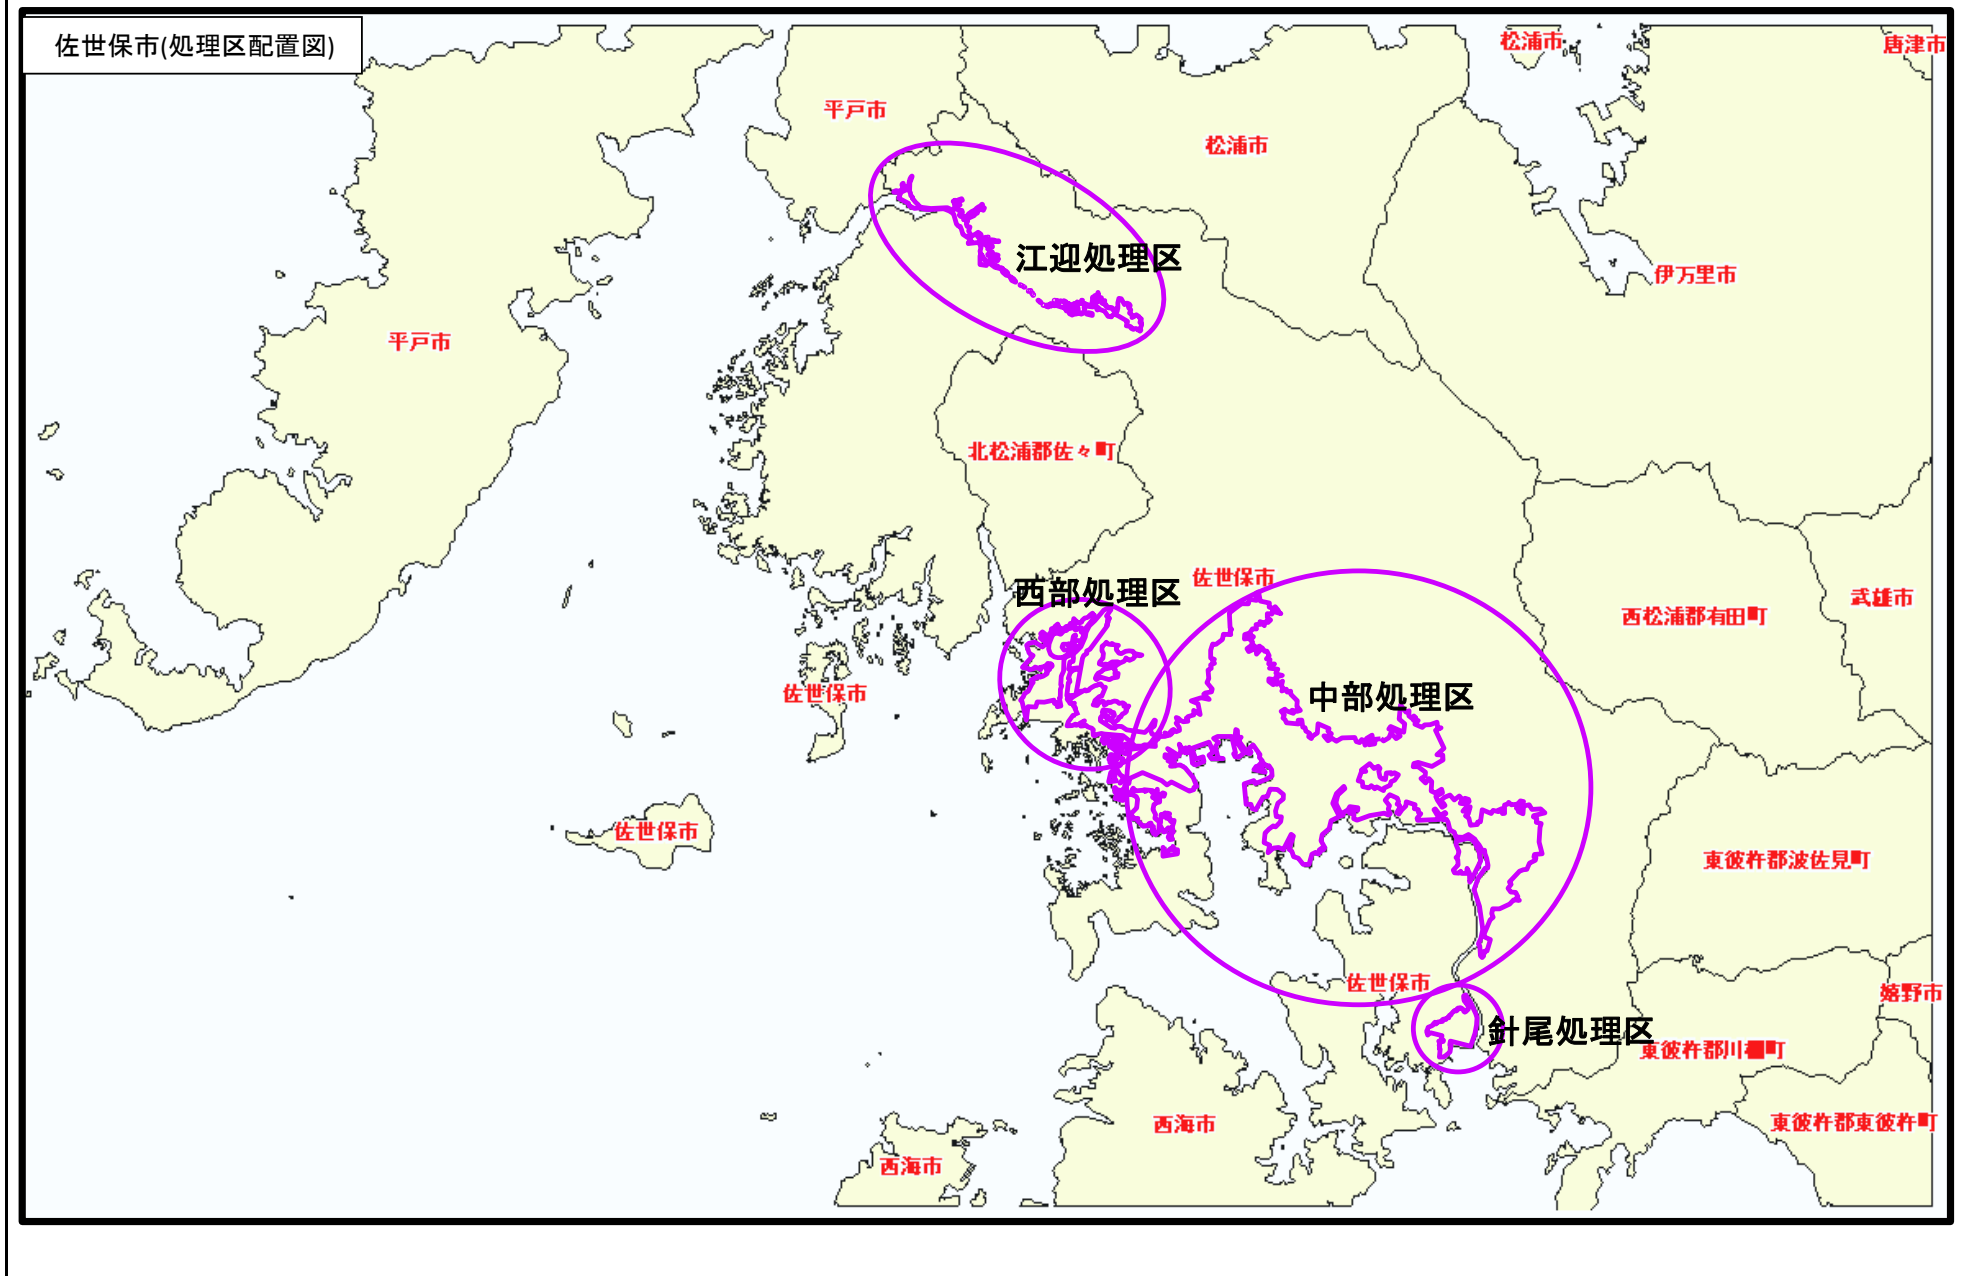 佐世保市(処理区配置図)
松浦市
唐津市
平戸市
松浦市
江迎処理区
伊万里市
平戸市
北松浦郡佐々町
佐世保市
西部処理区
武雄市
西松浦郡有田町
佐世保市
中部処理区
佐世保市
東彼杵郡波佐見町
佐世保市
嬉野市
針尾処理区
東彼杵郡川棚町
西海市
東彼杵郡東彼杵町
西海市